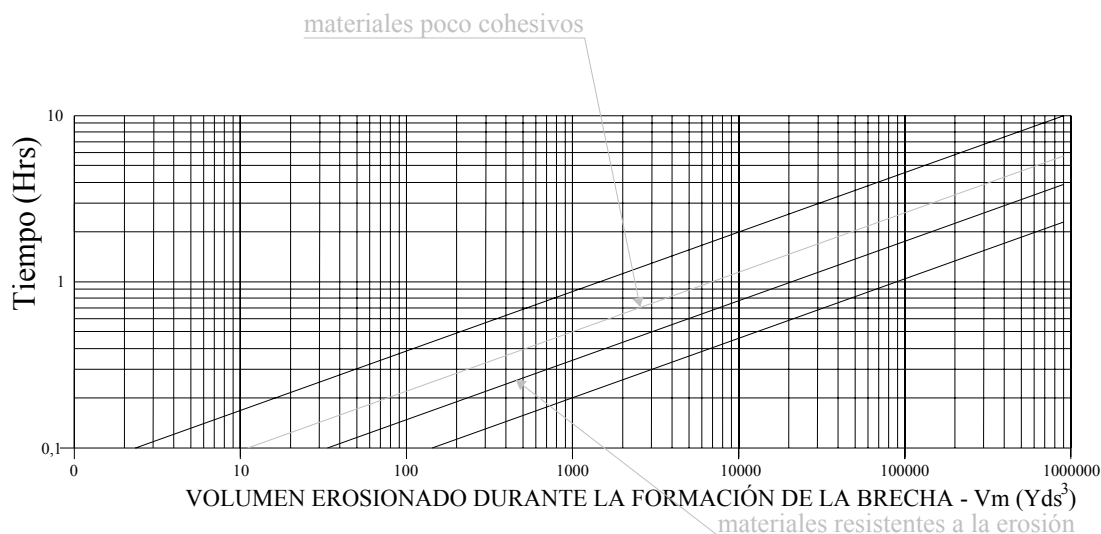 materiales poco cohesivos
10
Tiempo (Hrs)
1
0,1
0 10 100 1000 10000 100000 1000000
VOLUMEN EROSIONADO DURANTE LA FORMACIÓN DE LA BRECHA - Vm (Yds³)
materiales resistentes a la erosión